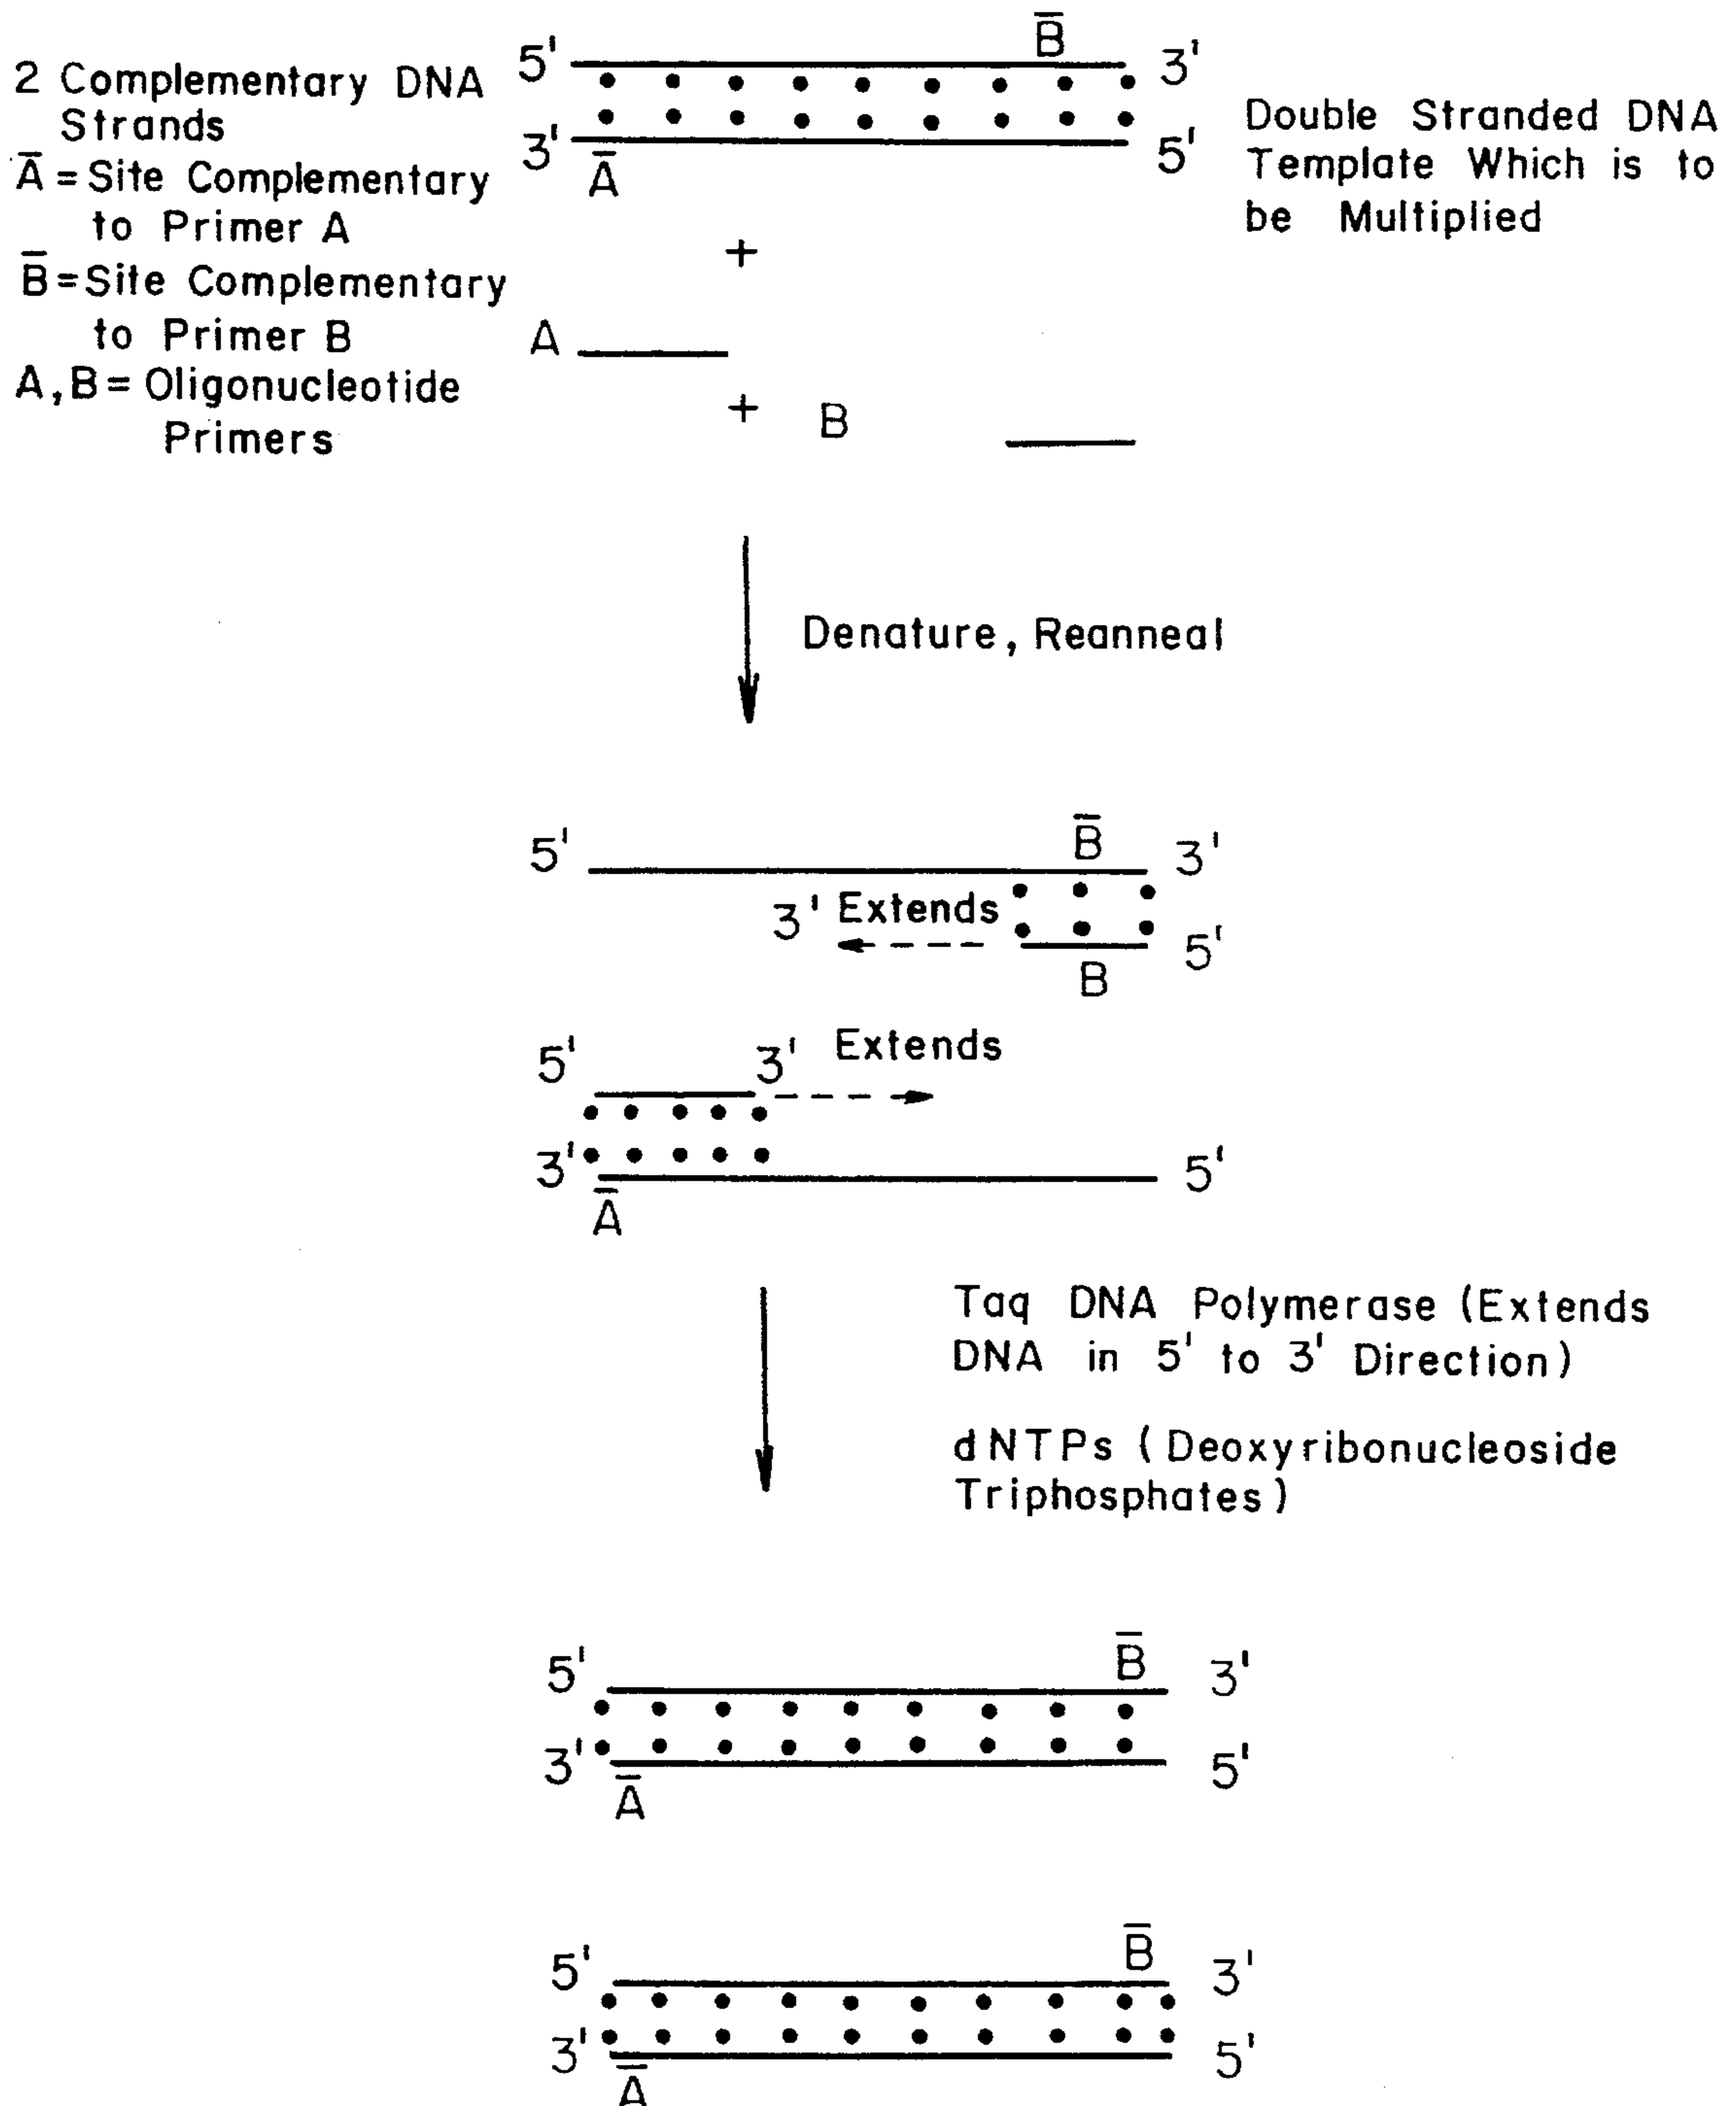 2 Complementary DNA
Strands
A̅ = Site Complementary
to Primer A
B̅ = Site Complementary
to Primer B
A, B = Oligonucleotide
Primers
B̅
5' 3'
3' 5'
A̅
Double Stranded DNA
Template Which is to
be Multiplied
+
A
+ B
Denature, Reanneal
B̅
5' 3'
3' Extends
5'
B
5' 3' Extends
3' 5'
A̅
Taq DNA Polymerase (Extends
DNA in 5' to 3' Direction)
dNTPs (Deoxyribonucleoside
Triphosphates)
B̅
5' 3'
3' 5'
A̅
B̅
5' 3'
3' 5'
A̅